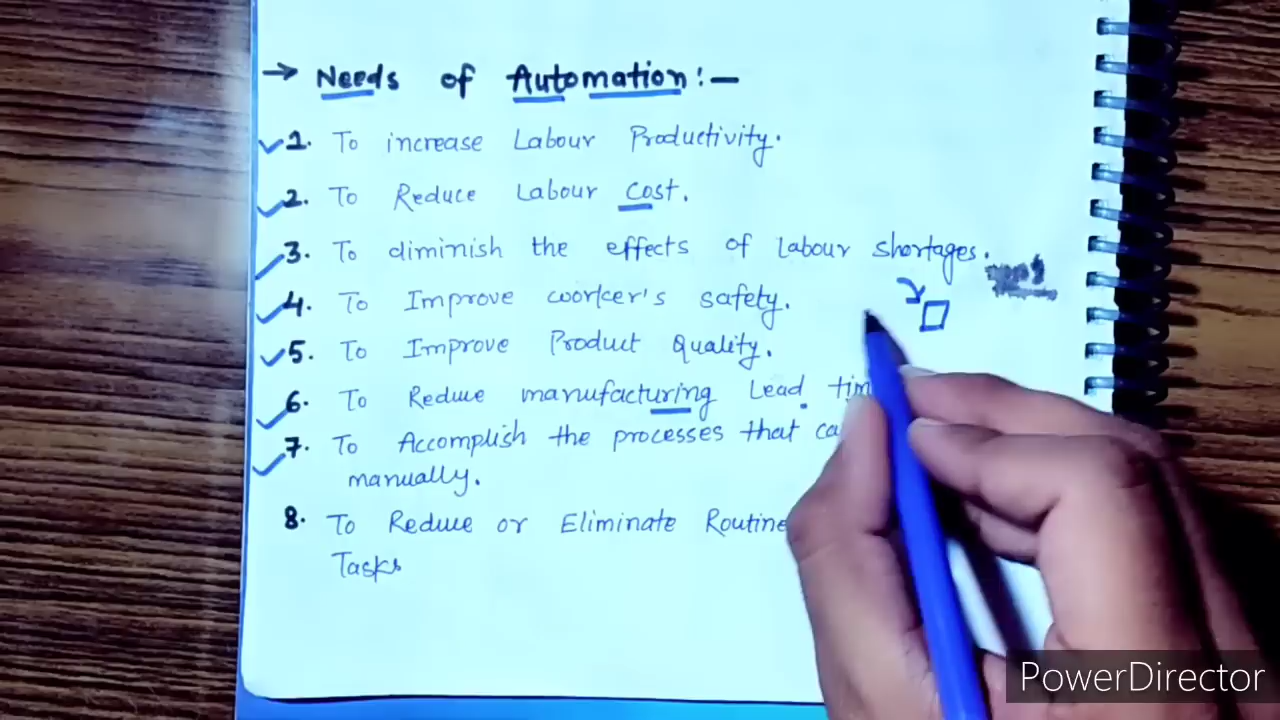 → Needs of Automation:-
1. To increase Labour Productivity.
2. To Reduce Labour Cost.
3. To diminish the effects of labour shortages.
4. To Improve worker's safety.
5. To Improve Product Quality.
6. To Reduce manufacturing Lead tim
7. To Accomplish the processes that ca
manually.
8. To Reduce or Eliminate Routine
Tasks
PowerDirector